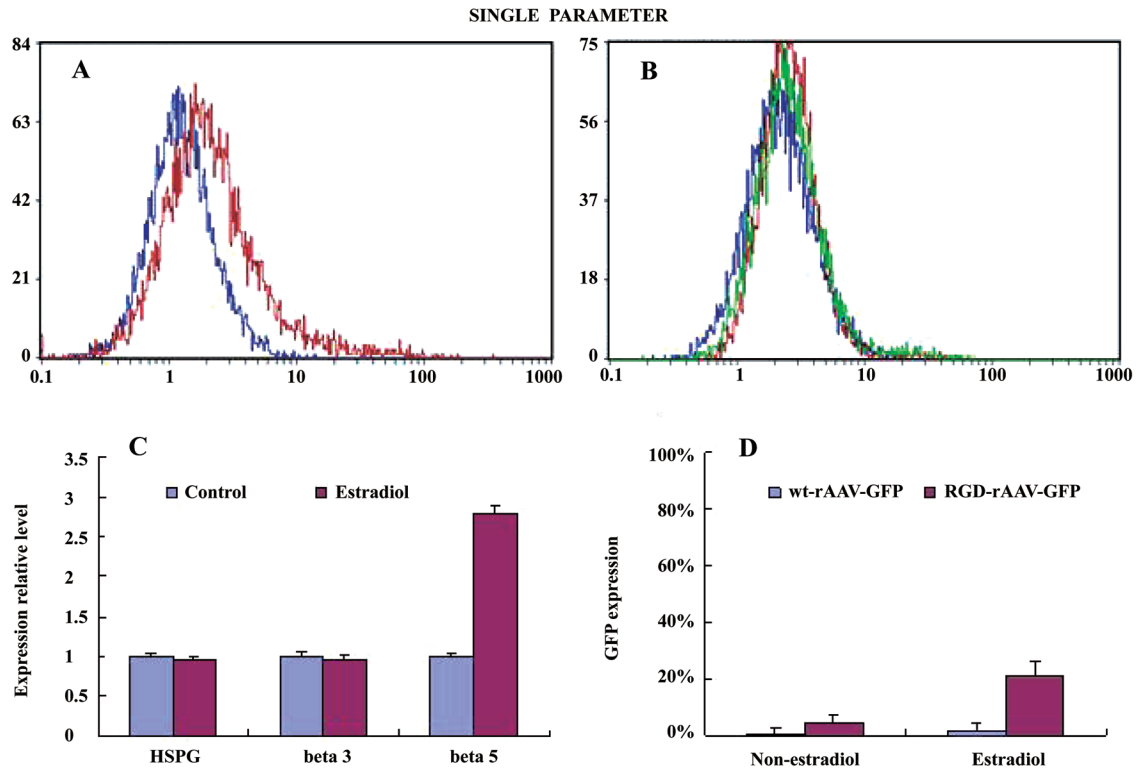 SINGLE PARAMETER
A
84
63
42
21
0
0.1 1 10 100 1000
B
75
56
37
18
0
0.1 1 10 100 1000
C
Expression relative level
3.5
3
2.5
2
1.5
1
0.5
0
Control Estradiol
HSPG beta 3 beta 5
D
GFP expression
100%
80%
60%
40%
20%
0%
wt-rAAV-GFP RGD-rAAV-GFP
Non-estradiol Estradiol